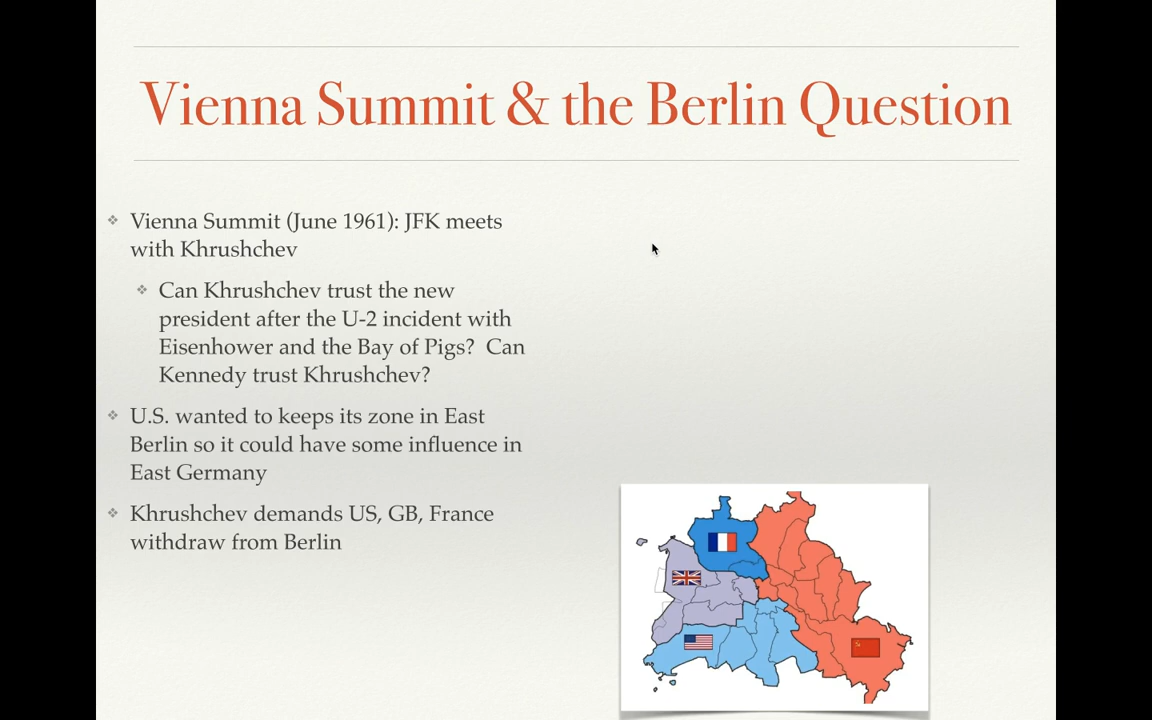 Vienna Summit & the Berlin Question
Vienna Summit (June 1961): JFK meets
with Khrushchev
Can Khrushchev trust the new
president after the U-2 incident with
Eisenhower and the Bay of Pigs?  Can
Kennedy trust Khrushchev?
U.S. wanted to keeps its zone in East
Berlin so it could have some influence in
East Germany
Khrushchev demands US, GB, France
withdraw from Berlin